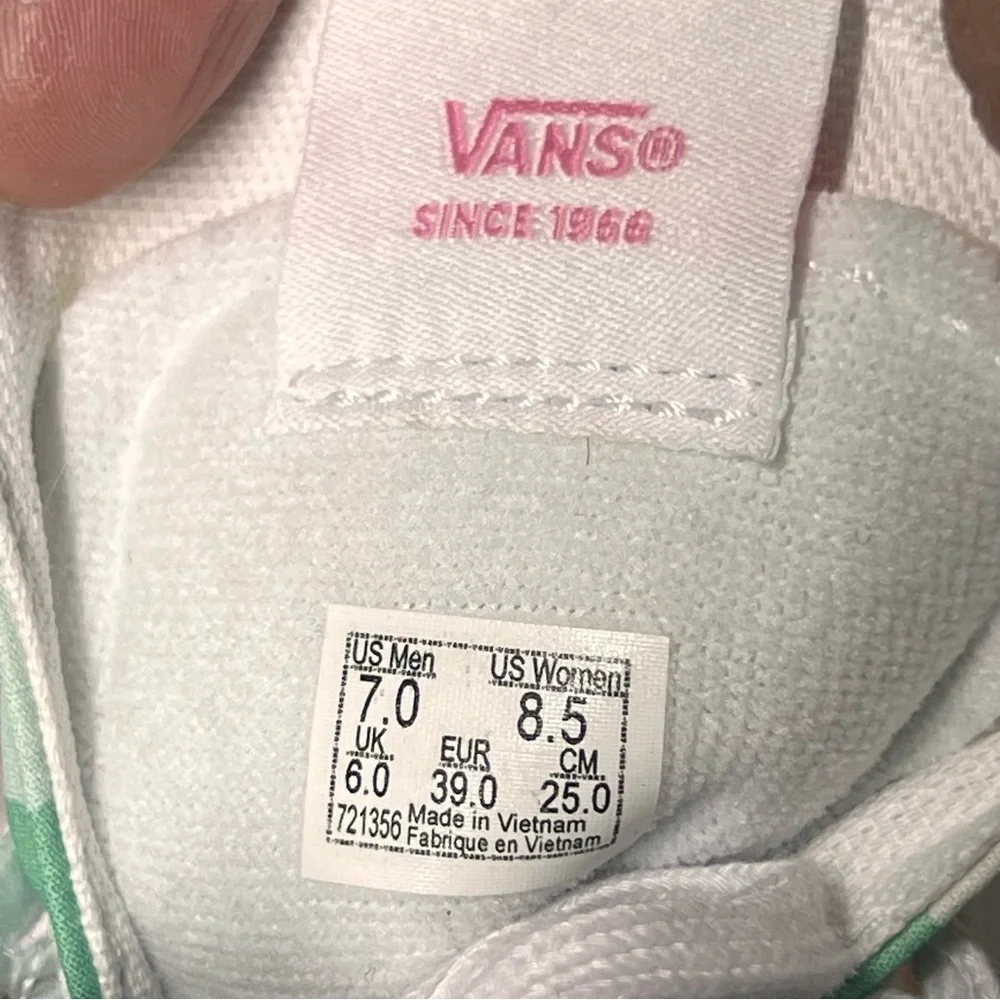 VANS®
SINCE 1966
US Men US Women
7.0 8.5
UK EUR CM
6.0 39.0 25.0
721356 Made in Vietnam
Fabrique en Vietnam